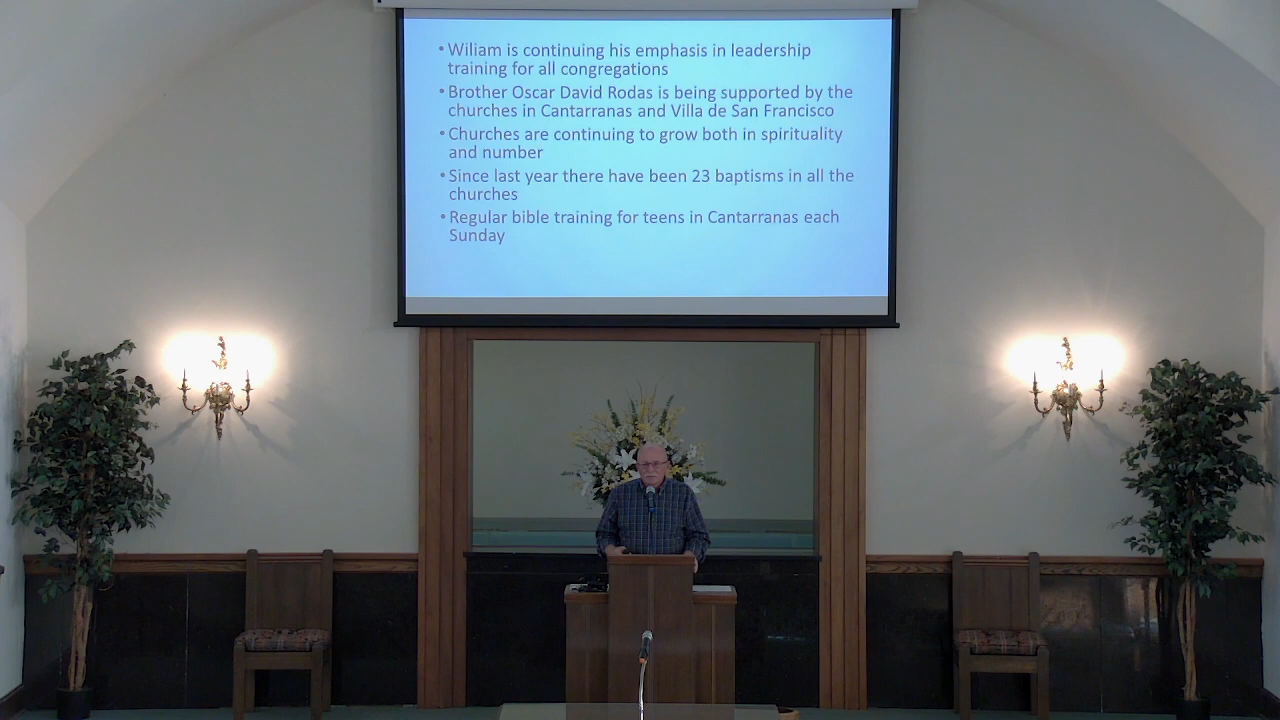 • Wiliam is continuing his emphasis in leadership
training for all congregations
• Brother Oscar David Rodas is being supported by the
churches in Cantarranas and Villa de San Francisco
• Churches are continuing to grow both in spirituality
and number
• Since last year there have been 23 baptisms in all the
churches
• Regular bible training for teens in Cantarranas each
Sunday